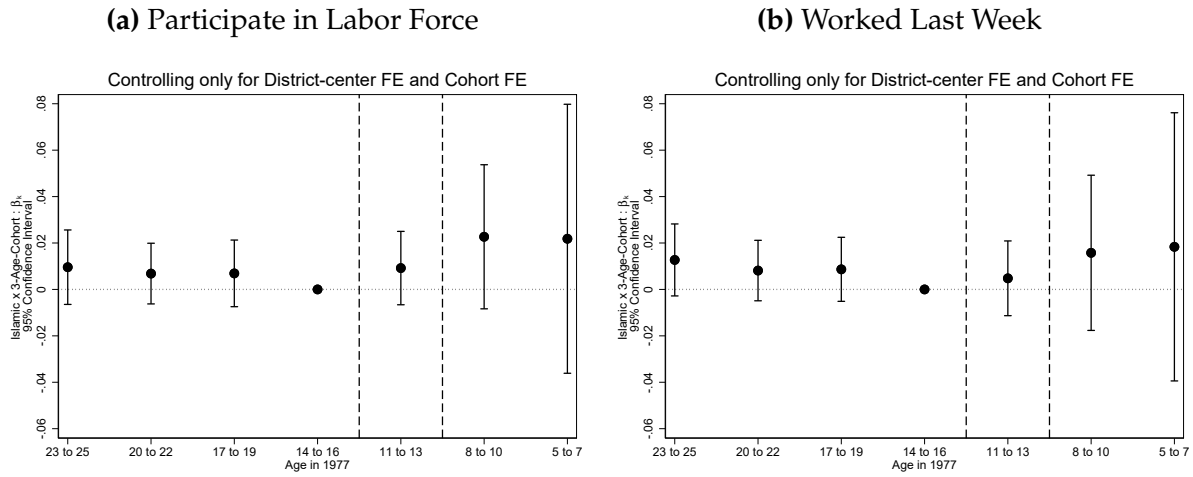 (a) Participate in Labor Force
Controlling only for District-center FE and Cohort FE
Islamic x 3-Age-Cohort : βₖ
95% Confidence Interval
.08
.06
.04
.02
0
-.02
-.04
-.06
23 to 25 20 to 22 17 to 19 14 to 16 11 to 13 8 to 10 5 to 7
Age in 1977
(b) Worked Last Week
Controlling only for District-center FE and Cohort FE
Islamic x 3-Age-Cohort : βₖ
95% Confidence Interval
.08
.06
.04
.02
0
-.02
-.04
-.06
23 to 25 20 to 22 17 to 19 14 to 16 11 to 13 8 to 10 5 to 7
Age in 1977